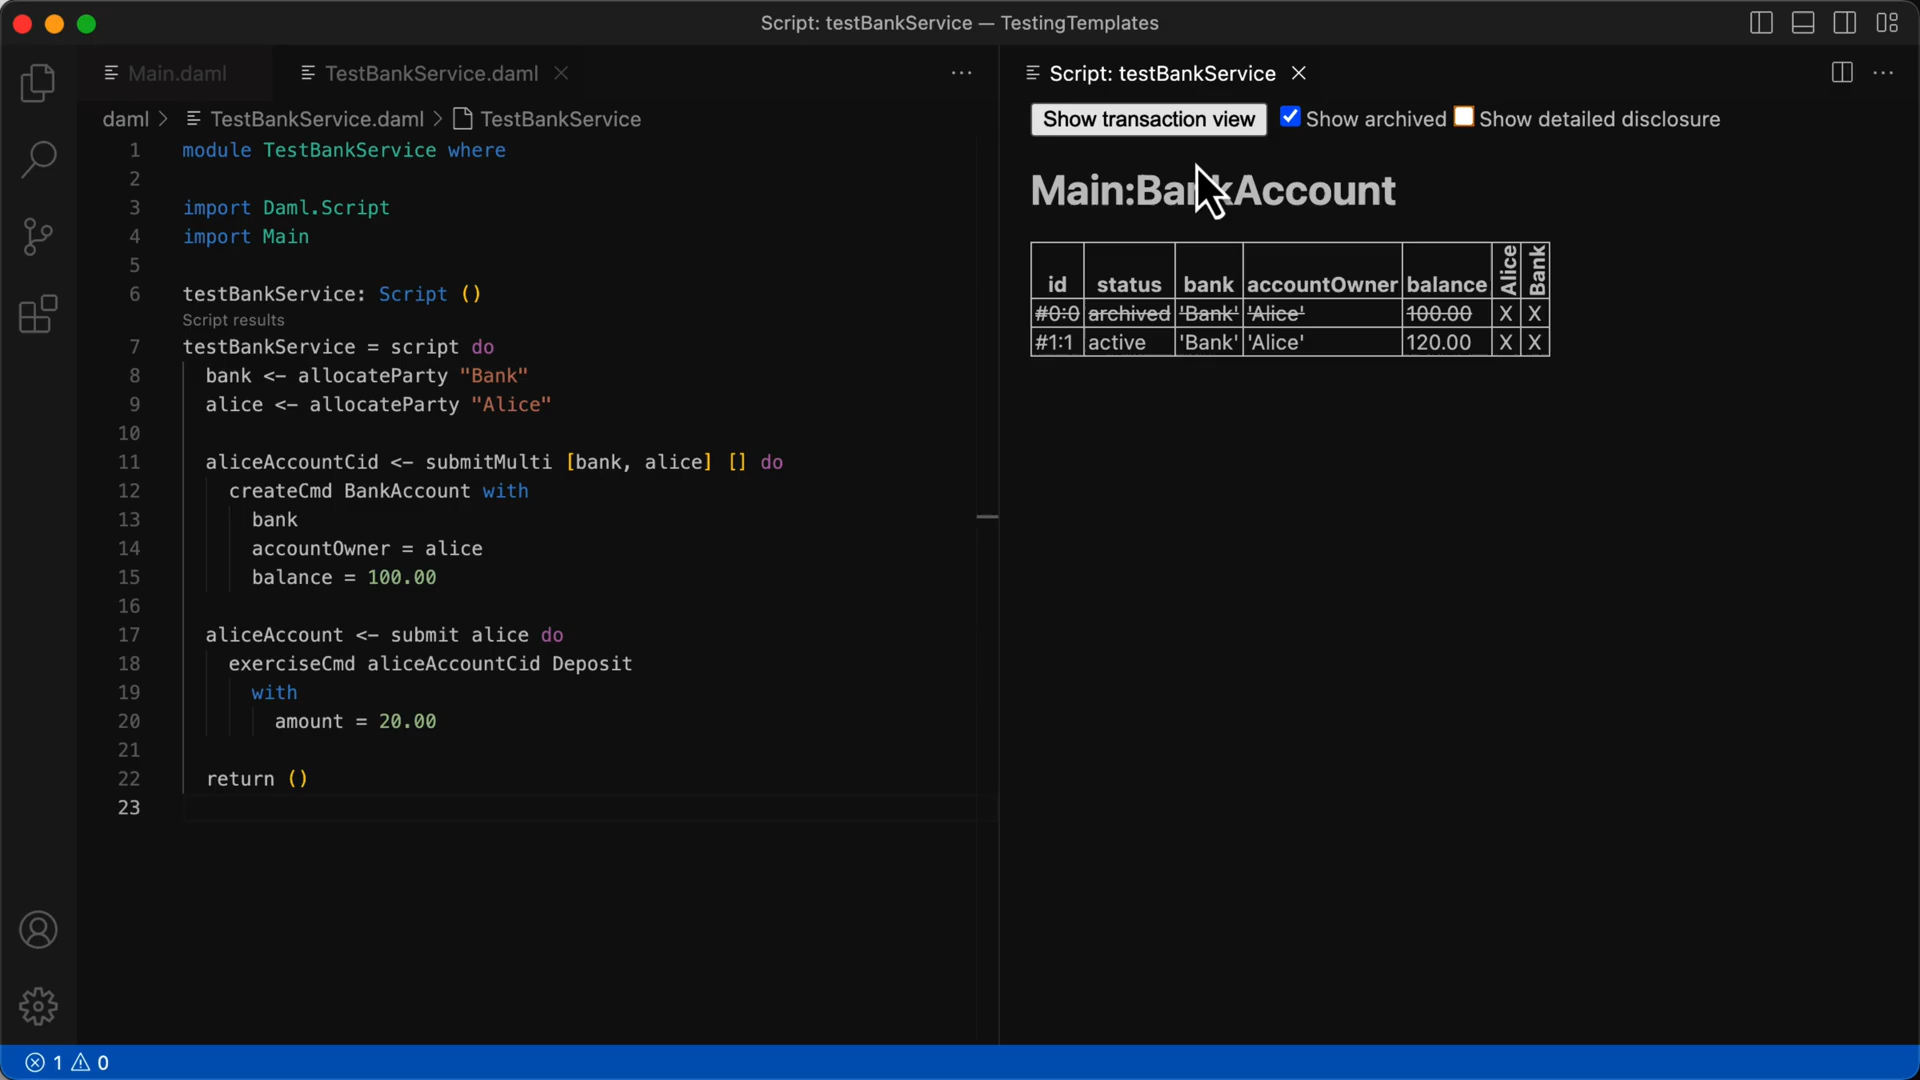 Script: testBankService — TestingTemplates
Main.daml
TestBankService.daml
daml > TestBankService.daml > TestBankService
1 module TestBankService where
2
3 import Daml.Script
4 import Main
5
6 testBankService: Script ()
Script results
7 testBankService = script do
8 bank <- allocateParty "Bank"
9 alice <- allocateParty "Alice"
10
11 aliceAccountCid <- submitMulti [bank, alice] [] do
12 createCmd BankAccount with
13 bank
14 accountOwner = alice
15 balance = 100.00
16
17 aliceAccount <- submit alice do
18 exerciseCmd aliceAccountCid Deposit
19 with
20 amount = 20.00
21
22 return ()
23
Script: testBankService
Show transaction view Show archived Show detailed disclosure
Main:BankAccount
id status bank accountOwner balance Alice Bank
#0:0 archived 'Bank' 'Alice' 100.00 X X
#1:1 active 'Bank' 'Alice' 120.00 X X
1 0